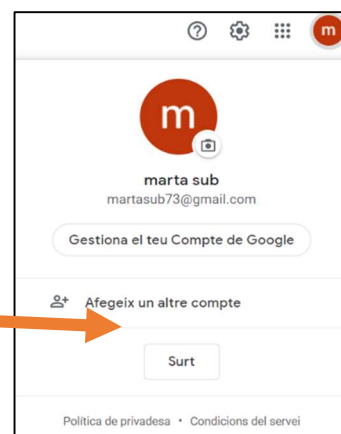 m
m
marta sub
martasub73@gmail.com
Gestiona el teu Compte de Google
Afegeix un altre compte
Surt
Política de privadesa • Condicions del servei